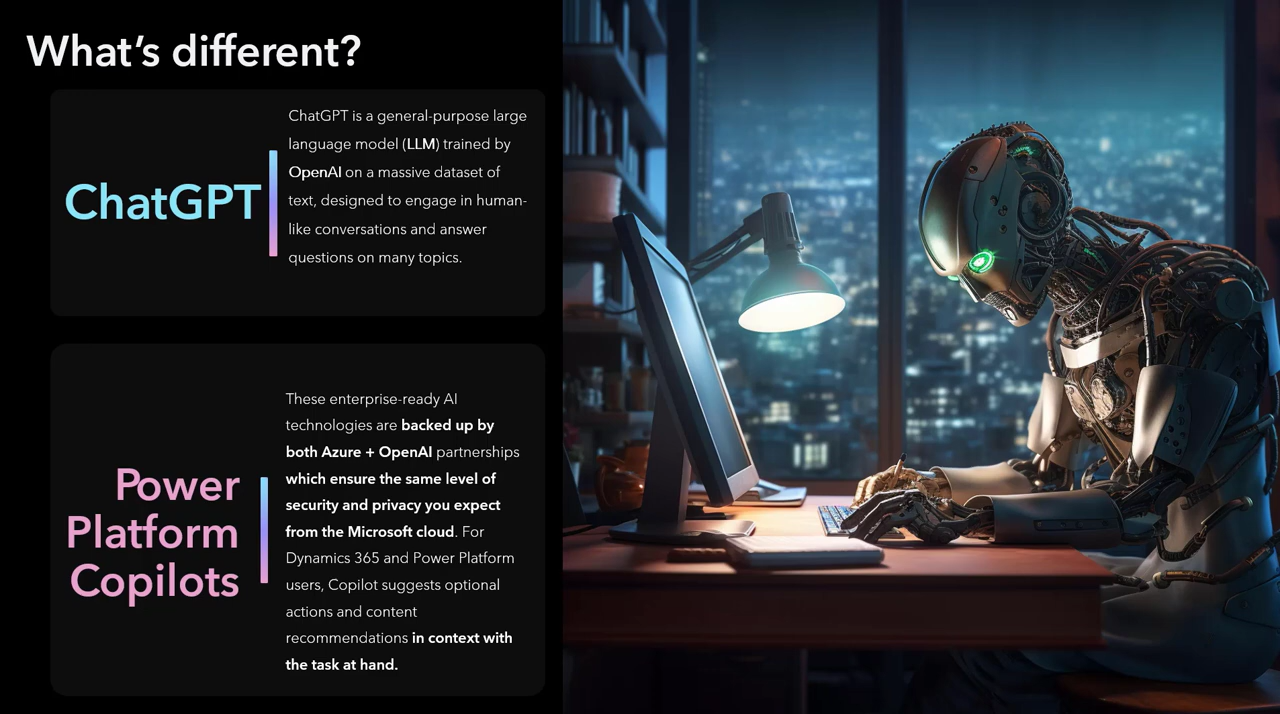 What's different?
ChatGPT
ChatGPT is a general-purpose large
language model (LLM) trained by
OpenAI on a massive dataset of
text, designed to engage in human-
like conversations and answer
questions on many topics.
Power
Platform
Copilots
These enterprise-ready AI
technologies are backed up by
both Azure + OpenAI partnerships
which ensure the same level of
security and privacy you expect
from the Microsoft cloud. For
Dynamics 365 and Power Platform
users, Copilot suggests optional
actions and content
recommendations in context with
the task at hand.